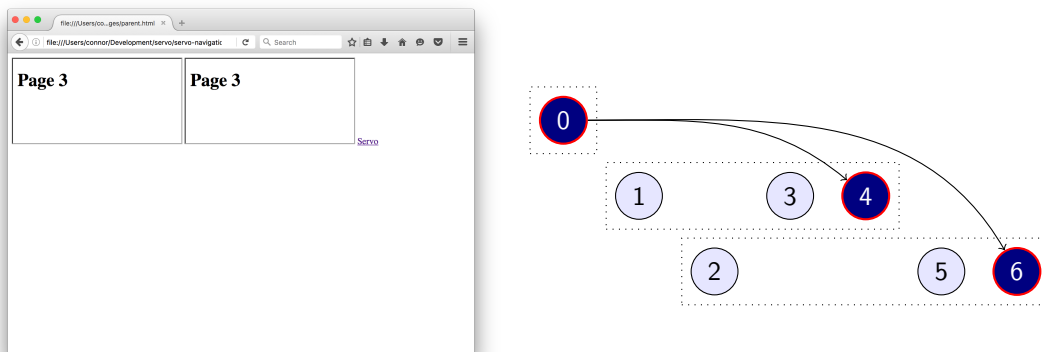 file:///Users/co...ges/parent.html
file:///Users/connor/Development/servo/servo-navigatic
Search
Page 3
Page 3
Servo
0
1
3
4
2
5
6